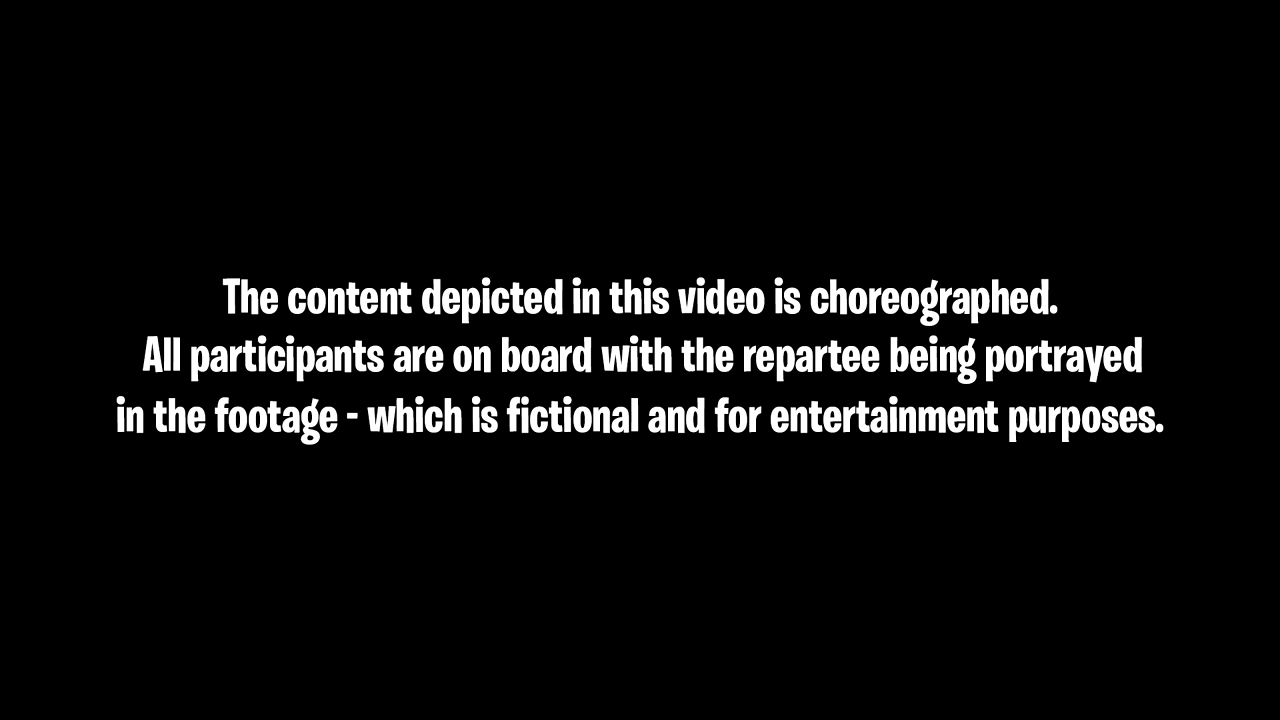 The content depicted in this video is choreographed.
All participants are on board with the repartee being portrayed
in the footage - which is fictional and for entertainment purposes.